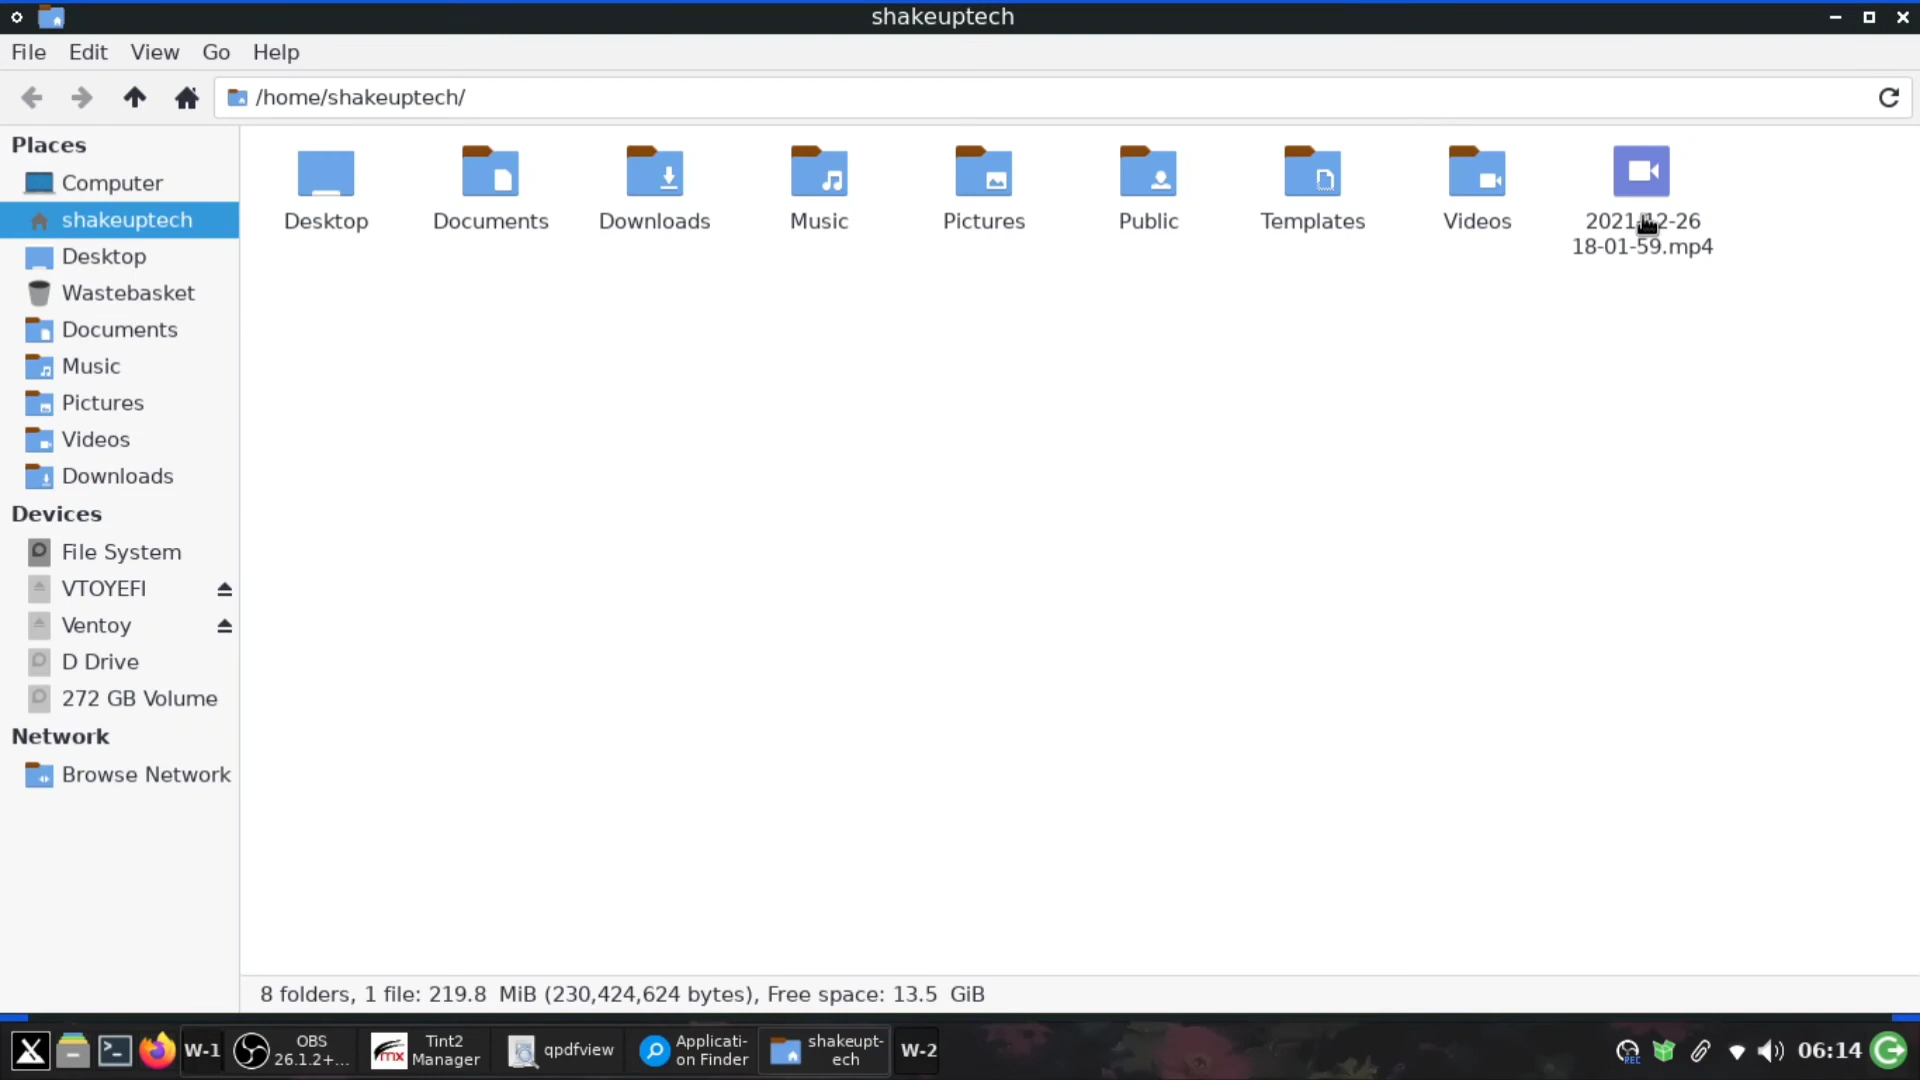 shakeuptech
File Edit View Go Help
/home/shakeuptech/
Places
Computer
shakeuptech
Desktop
Wastebasket
Documents
Music
Pictures
Videos
Downloads
Devices
File System
VTOYEFI
Ventoy
D Drive
272 GB Volume
Network
Browse Network
Desktop
Documents
Downloads
Music
Pictures
Public
Templates
Videos
2021-12-26
18-01-59.mp4
8 folders, 1 file: 219.8 MiB (230,424,624 bytes), Free space: 13.5 GiB
W-1
OBS
26.1.2+...
mx
Tint2
Manager
qpdfview
Applicati-
on Finder
shakeupt-
ech
W-2
REC
06:14